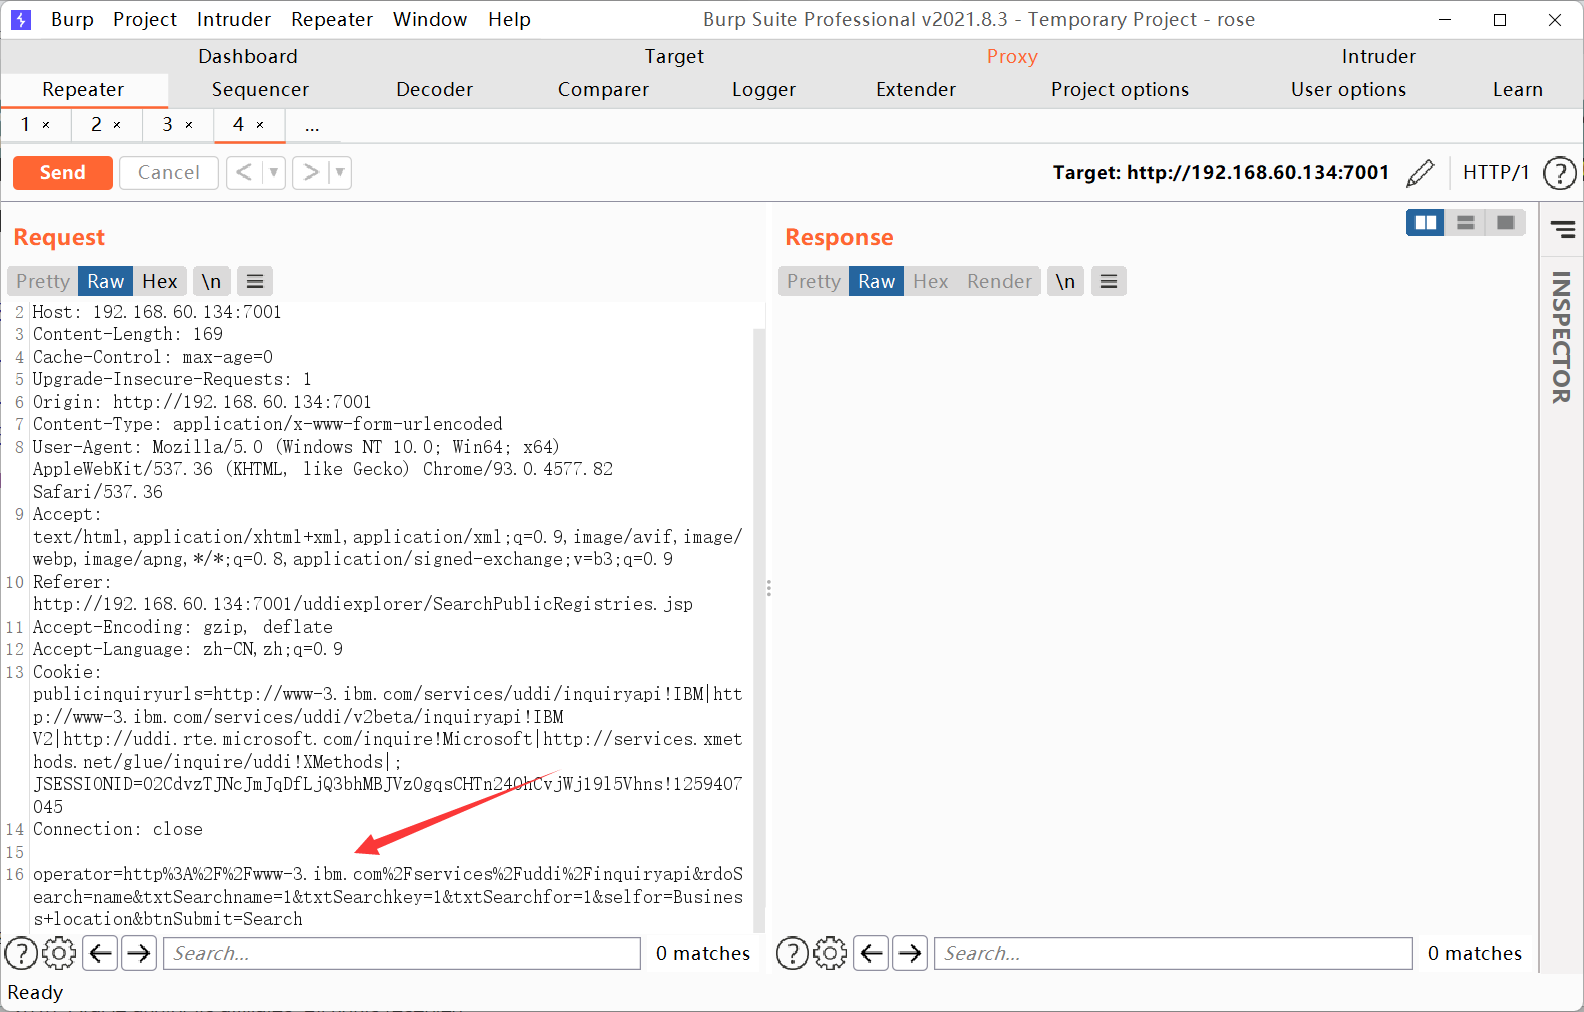 Burp Project Intruder Repeater Window Help Burp Suite Professional v2021.8.3 - Temporary Project - rose
Dashboard Target Proxy Intruder
Repeater Sequencer Decoder Comparer Logger Extender Project options User options Learn
1 × 2 × 3 × 4 × ...
Send Cancel < ▼ > ▼ Target: http://192.168.60.134:7001 HTTP/1 ?
Request
Pretty Raw Hex \n ≡
2 Host: 192.168.60.134:7001
3 Content-Length: 169
4 Cache-Control: max-age=0
5 Upgrade-Insecure-Requests: 1
6 Origin: http://192.168.60.134:7001
7 Content-Type: application/x-www-form-urlencoded
8 User-Agent: Mozilla/5.0 (Windows NT 10.0; Win64; x64)
AppleWebKit/537.36 (KHTML, like Gecko) Chrome/93.0.4577.82
Safari/537.36
9 Accept:
text/html,application/xhtml+xml,application/xml;q=0.9,image/avif,image/
webp,image/apng,*/*;q=0.8,application/signed-exchange;v=b3;q=0.9
10 Referer:
http://192.168.60.134:7001/uddiexplorer/SearchPublicRegistries.jsp
11 Accept-Encoding: gzip, deflate
12 Accept-Language: zh-CN,zh;q=0.9
13 Cookie:
publicinquiryurls=http://www-3.ibm.com/services/uddi/inquiryapi!IBM|htt
p://www-3.ibm.com/services/uddi/v2beta/inquiryapi!IBM
V2|http://uddi.rte.microsoft.com/inquire!Microsoft|http://services.xmet
hods.net/glue/inquire/uddi!XMethods|;
JSESSIONID=02CdvzTJNcJmJqDfLjQ3bhMBJVz0gqsCHTn240hCvjWj19l5Vhns!1259407
045
14 Connection: close
15
16 operator=http%3A%2F%2Fwww-3.ibm.com%2Fservices%2Fuddi%2Finquiryapi&rdoS
earch=name&txtSearchname=1&txtSearchkey=1&txtSearchfor=1&selfor=Busines
s+location&btnSubmit=Search
? Search... 0 matches
Response
Pretty Raw Hex Render \n ≡
INSPECTOR
? Search... 0 matches
Ready